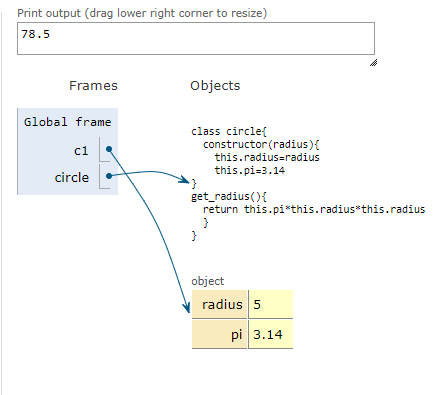 Print output (drag lower right corner to resize)
78.5
Frames
Objects
Global frame
c1
circle
class circle{
  constructor(radius){
    this.radius=radius
    this.pi=3.14
}
get_radius(){
  return this.pi*this.radius*this.radius
  }
}
object
radius 5
pi 3.14